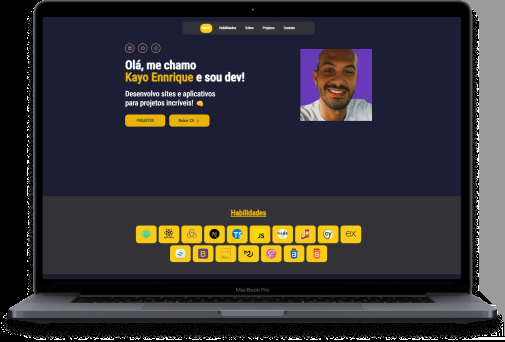 Habilidades Sobre Projetos Contato
Olá, me chamo
Kayo Ennrique e sou dev!
Desenvolvo sites e aplicativos
para projetos incríveis! 👊
PROJETOS Baixar CV
Habilidades
N TS JS CY EX
B
MacBook Pro